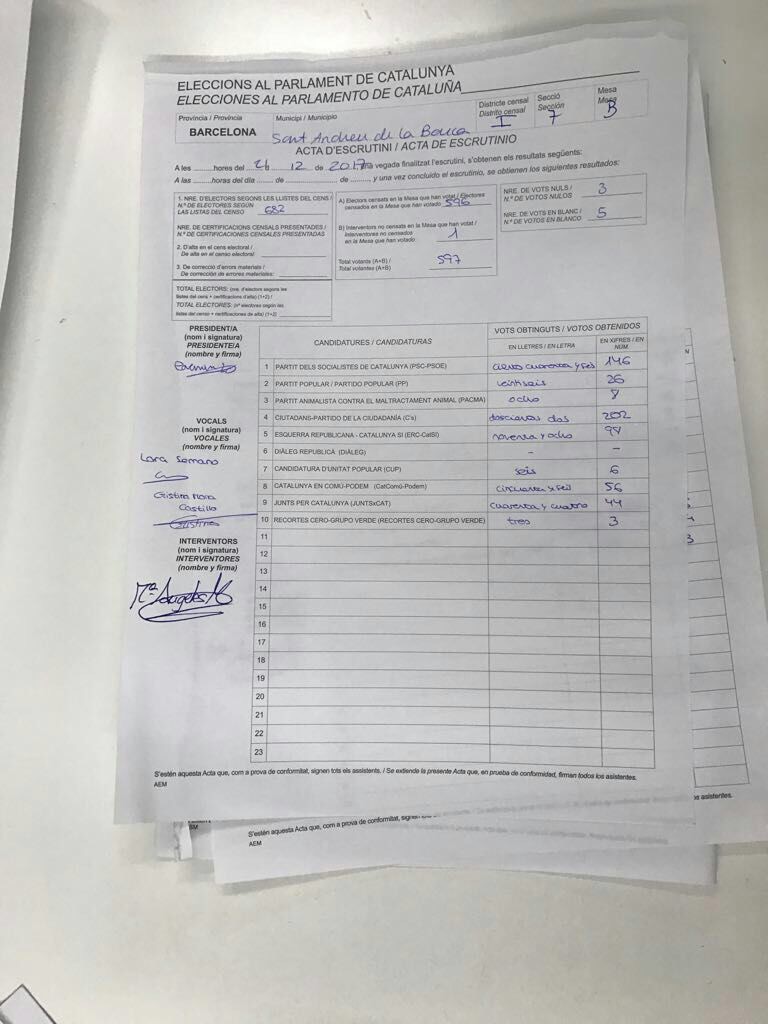 ELECCIONS AL PARLAMENT DE CATALUNYA
ELECCIONES AL PARLAMENTO DE CATALUÑA
Província / Provincia Municipi / Municipio Districte censal Distrito censal Secció Sección Mesa Mesa
BARCELONA Sant Andreu de la Barca I 7 B
ACTA D'ESCRUTINI / ACTA DE ESCRUTINIO
A les hores del 21 12 de 2017 na vegada finalitzat l'escrutini, s'obtenen els resultats següents:
A las hores del día de de , y una vez concluido el escrutinio, se obtienen los siguientes resultados:
1. NRE. D'ELECTORS SEGONS LES LLISTES DEL CENS /
N.º DE ELECTORES SEGÚN
LAS LISTAS DEL CENSO 682
NRE. DE CERTIFICACIONS CENSALS PRESENTADES /
N.º DE CERTIFICACIONES CENSALES PRESENTADAS
2. D'alta en el cens electoral /
De alta en el censo electoral:
3. De correcció d'errors materials /
De corrección de errores materiales:
TOTAL ELECTORS: (nre. d'electors segons les
llistes del cens + certificacions d'alta) (1+2) /
TOTAL ELECTORES: (nº electores según las
listas del censo + certificaciones de alta) (1+2)
A) Electors censats en la Mesa que han votat / Electores
censados en la Mesa que han votado 596
B) Interventors no censats en la Mesa que han votat /
Interventores no censados
en la Mesa que han votado 1
Total votants (A+B) /
Total votantes (A+B) 597
NRE. DE VOTS NULS /
N.º DE VOTOS NULOS 3
NRE. DE VOTS EN BLANC /
N.º DE VOTOS EN BLANCO 5
PRESIDENT/A
(nom i signatura)
PRESIDENTE/A
(nombre y firma)
VOCALS
(nom i signatura)
VOCALES
(nombre y firma)
Lara Serrano
Cristina Mora
Castillo
Cristina
INTERVENTORS
(nom i signatura)
INTERVENTORES
(nombre y firma)
Mª Angeles
CANDIDATURES / CANDIDATURAS VOTS OBTINGUTS / VOTOS OBTENIDOS
EN LLETRES / EN LETRA EN XIFRES / EN NÚM.
1 PARTIT DELS SOCIALISTES DE CATALUNYA (PSC-PSOE) ciento cuarenta y seis 146
2 PARTIT POPULAR / PARTIDO POPULAR (PP) veintiseis 26
3 PARTIT ANIMALISTA CONTRA EL MALTRACTAMENT ANIMAL (PACMA) ocho 8
4 CIUTADANS-PARTIDO DE LA CIUDADANÍA (C's) doscientos dos 202
5 ESQUERRA REPUBLICANA - CATALUNYA SÍ (ERC-CatSÍ) noventa y ocho 98
6 DIÀLEG REPUBLICÀ (DIÀLEG) - -
7 CANDIDATURA D'UNITAT POPULAR (CUP) seis 6
8 CATALUNYA EN COMÚ-PODEM (CatComú-Podem) cincuenta y seis 56
9 JUNTS PER CATALUNYA (JUNTSxCAT) cuarenta y cuatro 44
10 RECORTES CERO-GRUPO VERDE (RECORTES CERO-GRUPO VERDE) tres 3
11
12
13
14
15
16
17
18
19
20
21
22
23
S'estén aquesta Acta que, com a prova de conformitat, signen tots els assistents. / Se extiende la presente Acta que, en prueba de conformidad, firman todos los asistentes.
AEM
3
s asistentes.
S'estén aquesta Acta que, com a prova de conformitat, signen
AEM